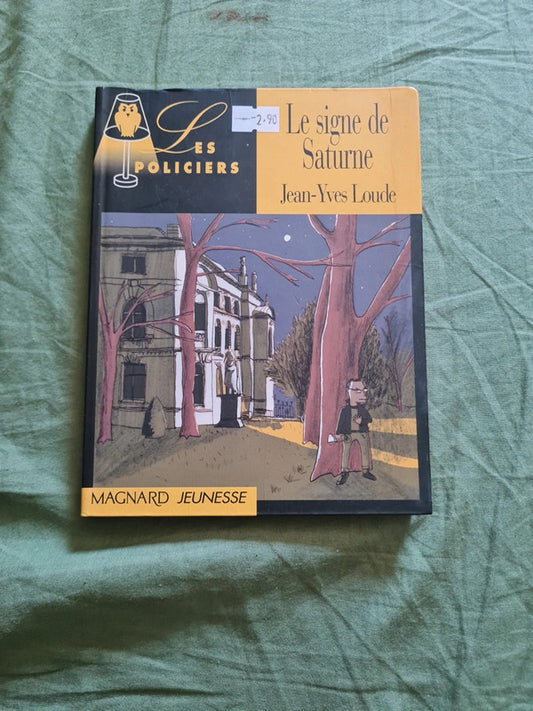 Les
POLICIERS
2.90
Le signe de
Saturne
Jean-Yves Loude
MAGNARD JEUNESSE